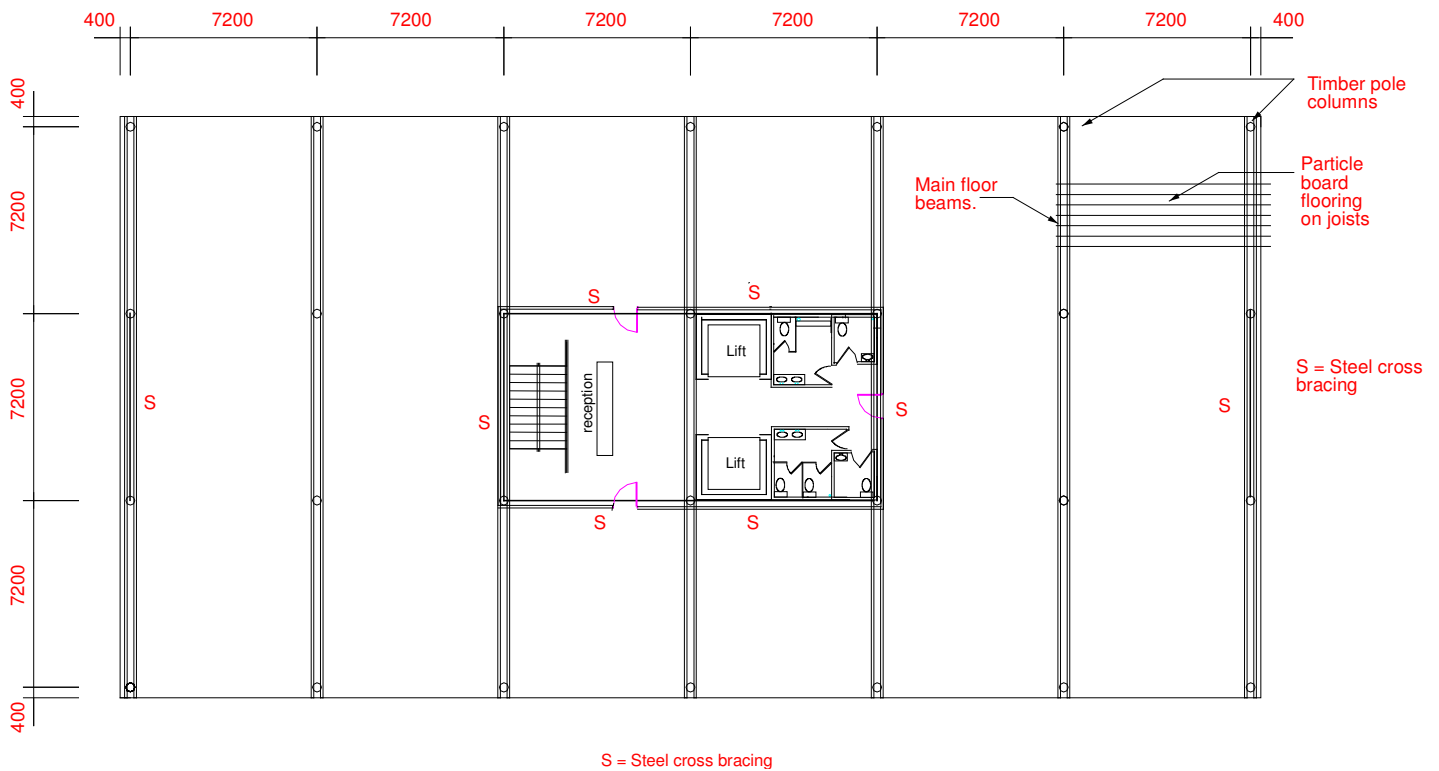 400
7200
7200
7200
7200
7200
7200
400
400
7200
7200
7200
400
Timber pole
columns
Particle
board
flooring
on joists
Main floor
beams.
S
S
S
S
S
S
S
S
Lift
Lift
reception
S = Steel cross
bracing
S = Steel cross bracing